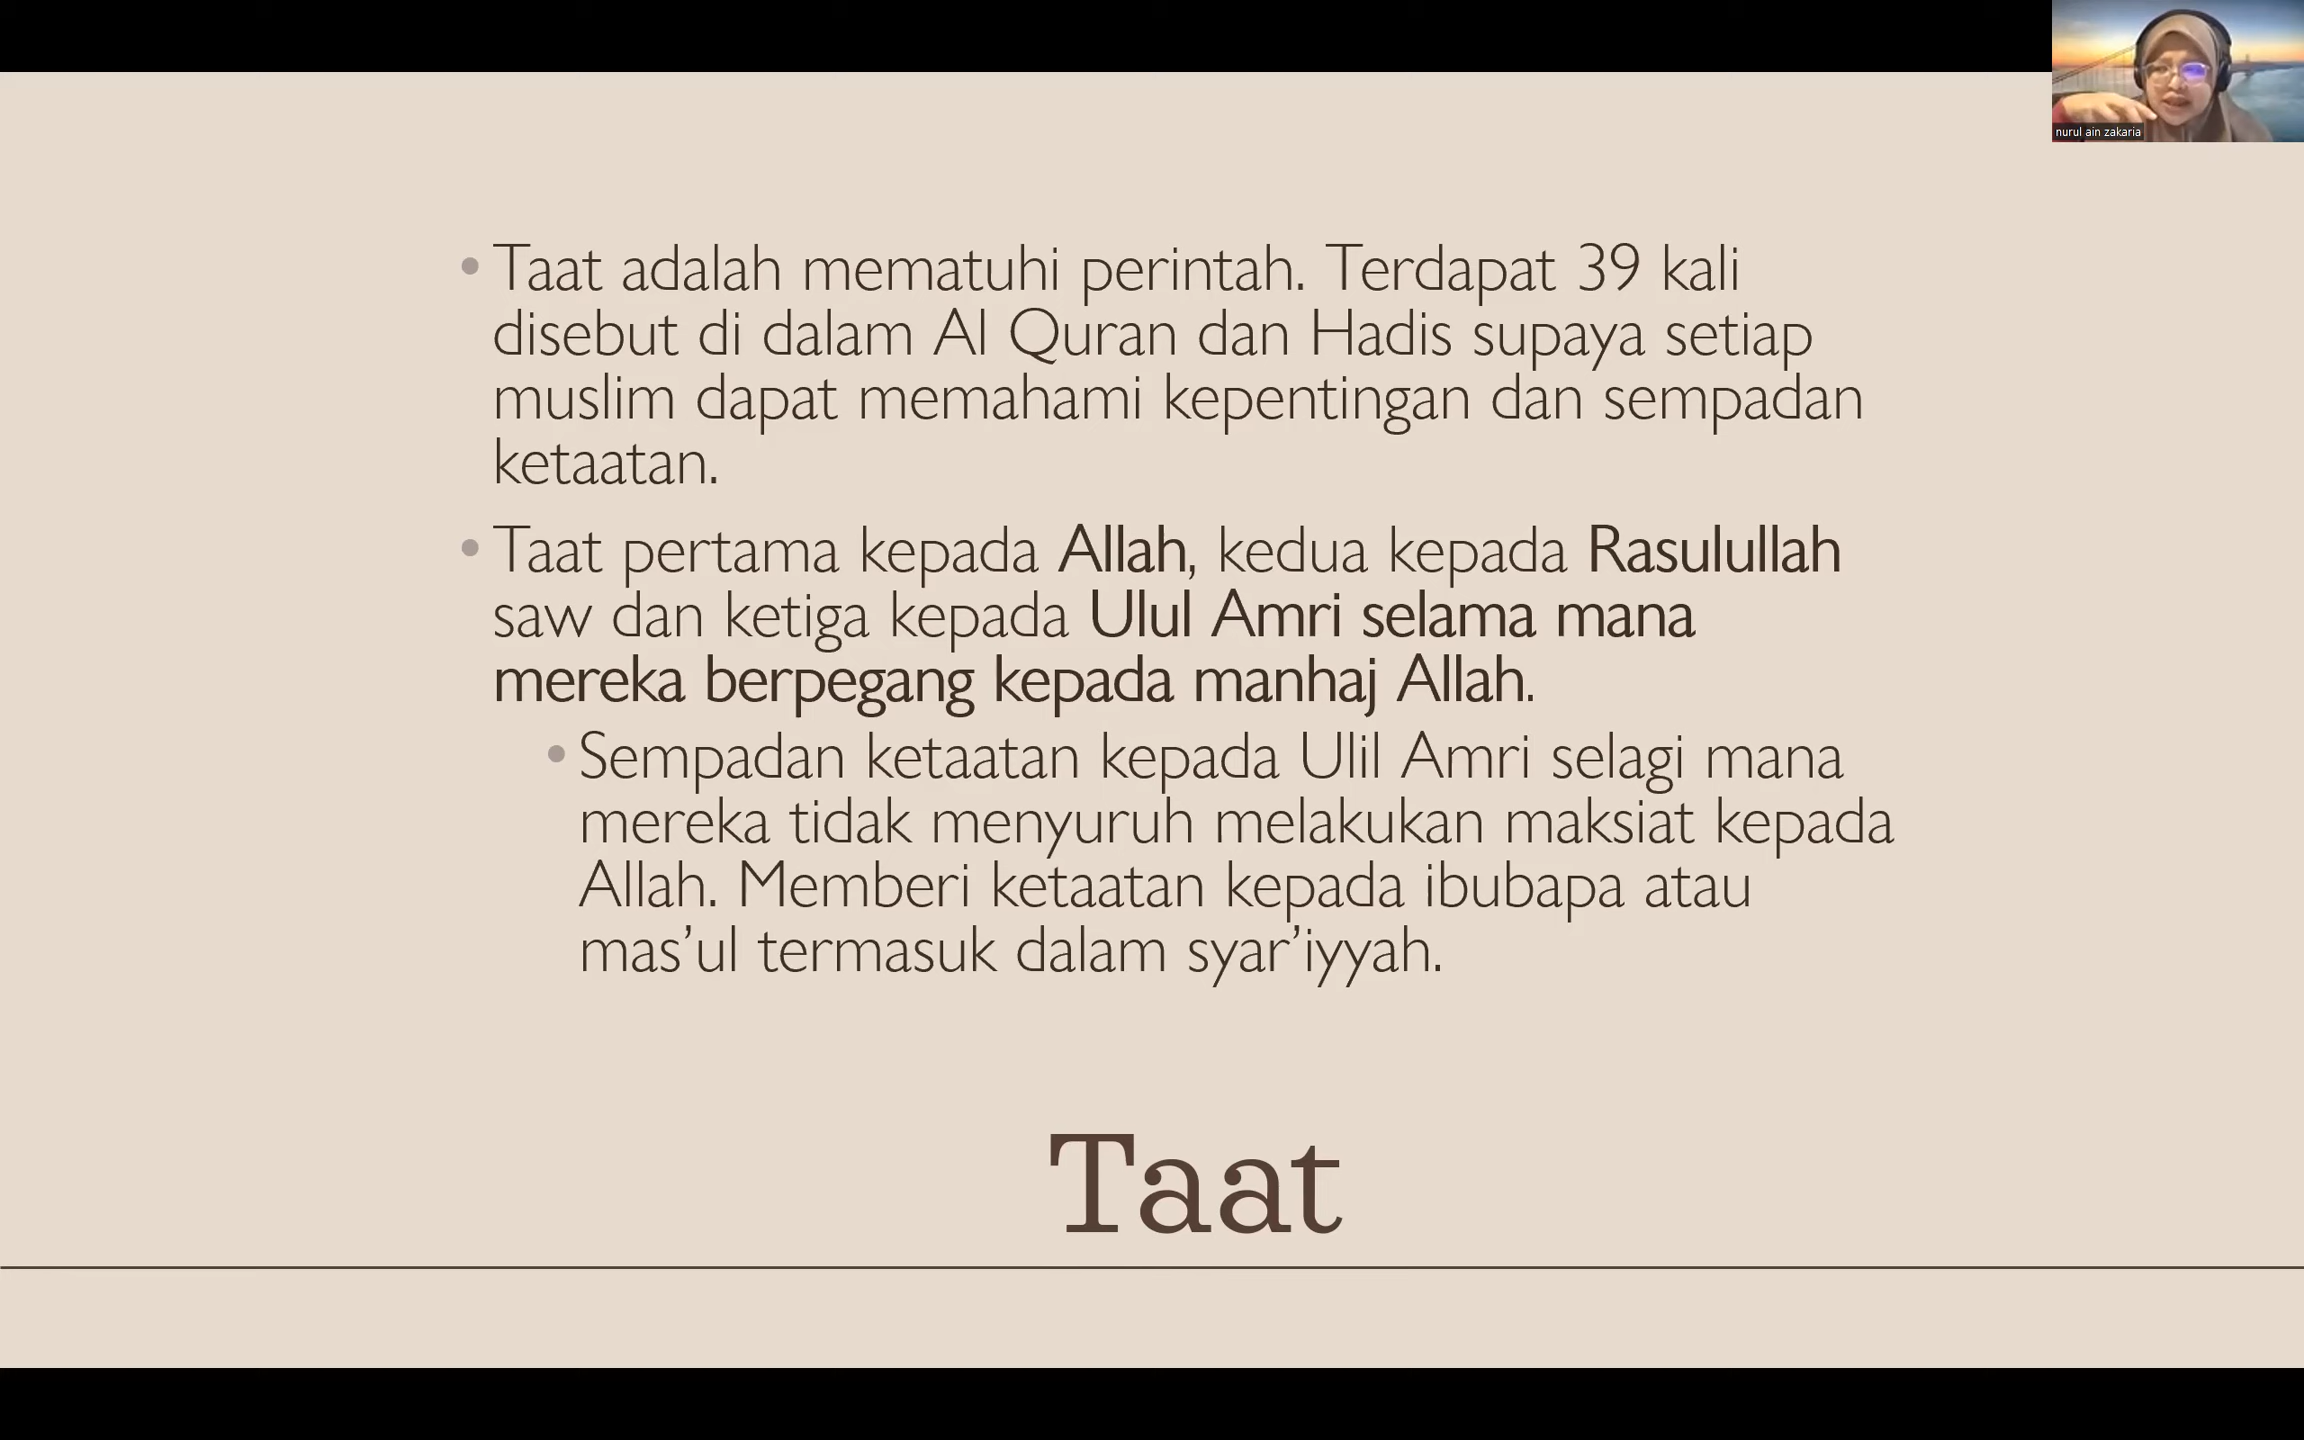 nurul ain zakaria
• Taat adalah mematuhi perintah. Terdapat 39 kali
disebut di dalam Al Quran dan Hadis supaya setiap
muslim dapat memahami kepentingan dan sempadan
ketaatan.
• Taat pertama kepada Allah, kedua kepada Rasulullah
saw dan ketiga kepada Ulul Amri selama mana
mereka berpegang kepada manhaj Allah.
• Sempadan ketaatan kepada Ulil Amri selagi mana
mereka tidak menyuruh melakukan maksiat kepada
Allah. Memberi ketaatan kepada ibubapa atau
mas’ul termasuk dalam syar’iyyah.
Taat